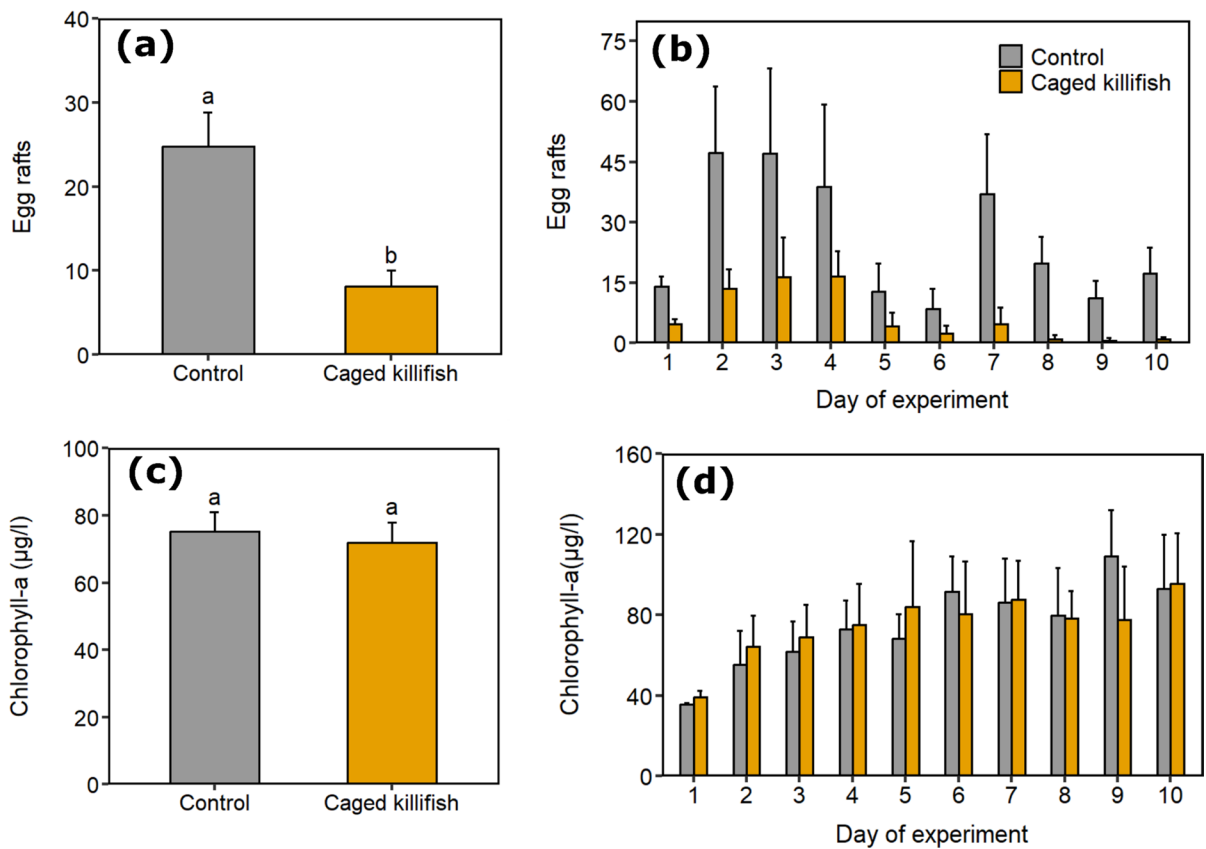 (a)
40
30
20
10
0
Egg rafts
a
b
Control
Caged killifish
(b)
75
60
45
30
15
0
Egg rafts
Control
Caged killifish
1 2 3 4 5 6 7 8 9 10
Day of experiment
(c)
100
80
60
40
20
0
Chlorophyll-a (µg/l)
a
a
Control
Caged killifish
(d)
160
120
80
40
0
Chlorophyll-a(µg/l)
1 2 3 4 5 6 7 8 9 10
Day of experiment